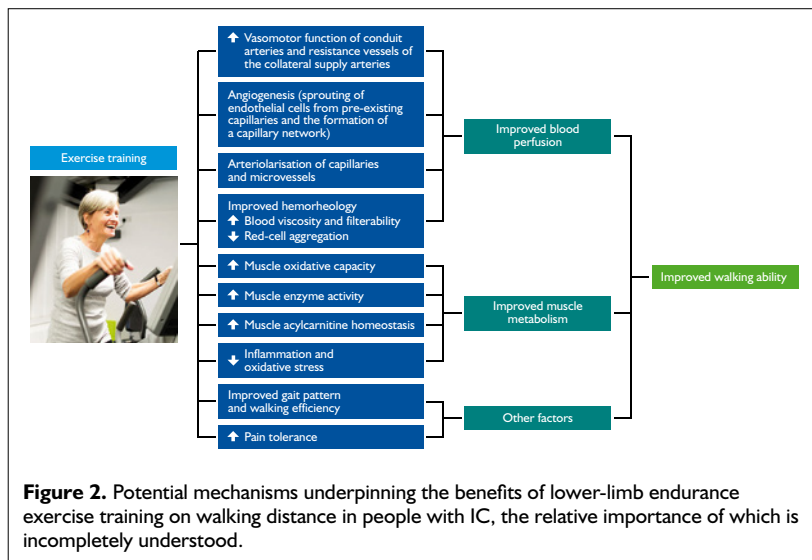 Exercise training
⬆ Vasomotor function of conduit
arteries and resistance vessels of
the collateral supply arteries
Angiogenesis (sprouting of
endothelial cells from pre-existing
capillaries and the formation of
a capillary network)
Arteriolarisation of capillaries
and microvessels
Improved hemorheology
⬆ Blood viscosity and filterability
⬇ Red-cell aggregation
⬆ Muscle oxidative capacity
⬆ Muscle enzyme activity
⬆ Muscle acylcarnitine homeostasis
⬇ Inflammation and
oxidative stress
Improved gait pattern
and walking efficiency
⬆ Pain tolerance
Improved blood
perfusion
Improved muscle
metabolism
Other factors
Improved walking ability
Figure 2. Potential mechanisms underpinning the benefits of lower-limb endurance
exercise training on walking distance in people with IC, the relative importance of which is
incompletely understood.